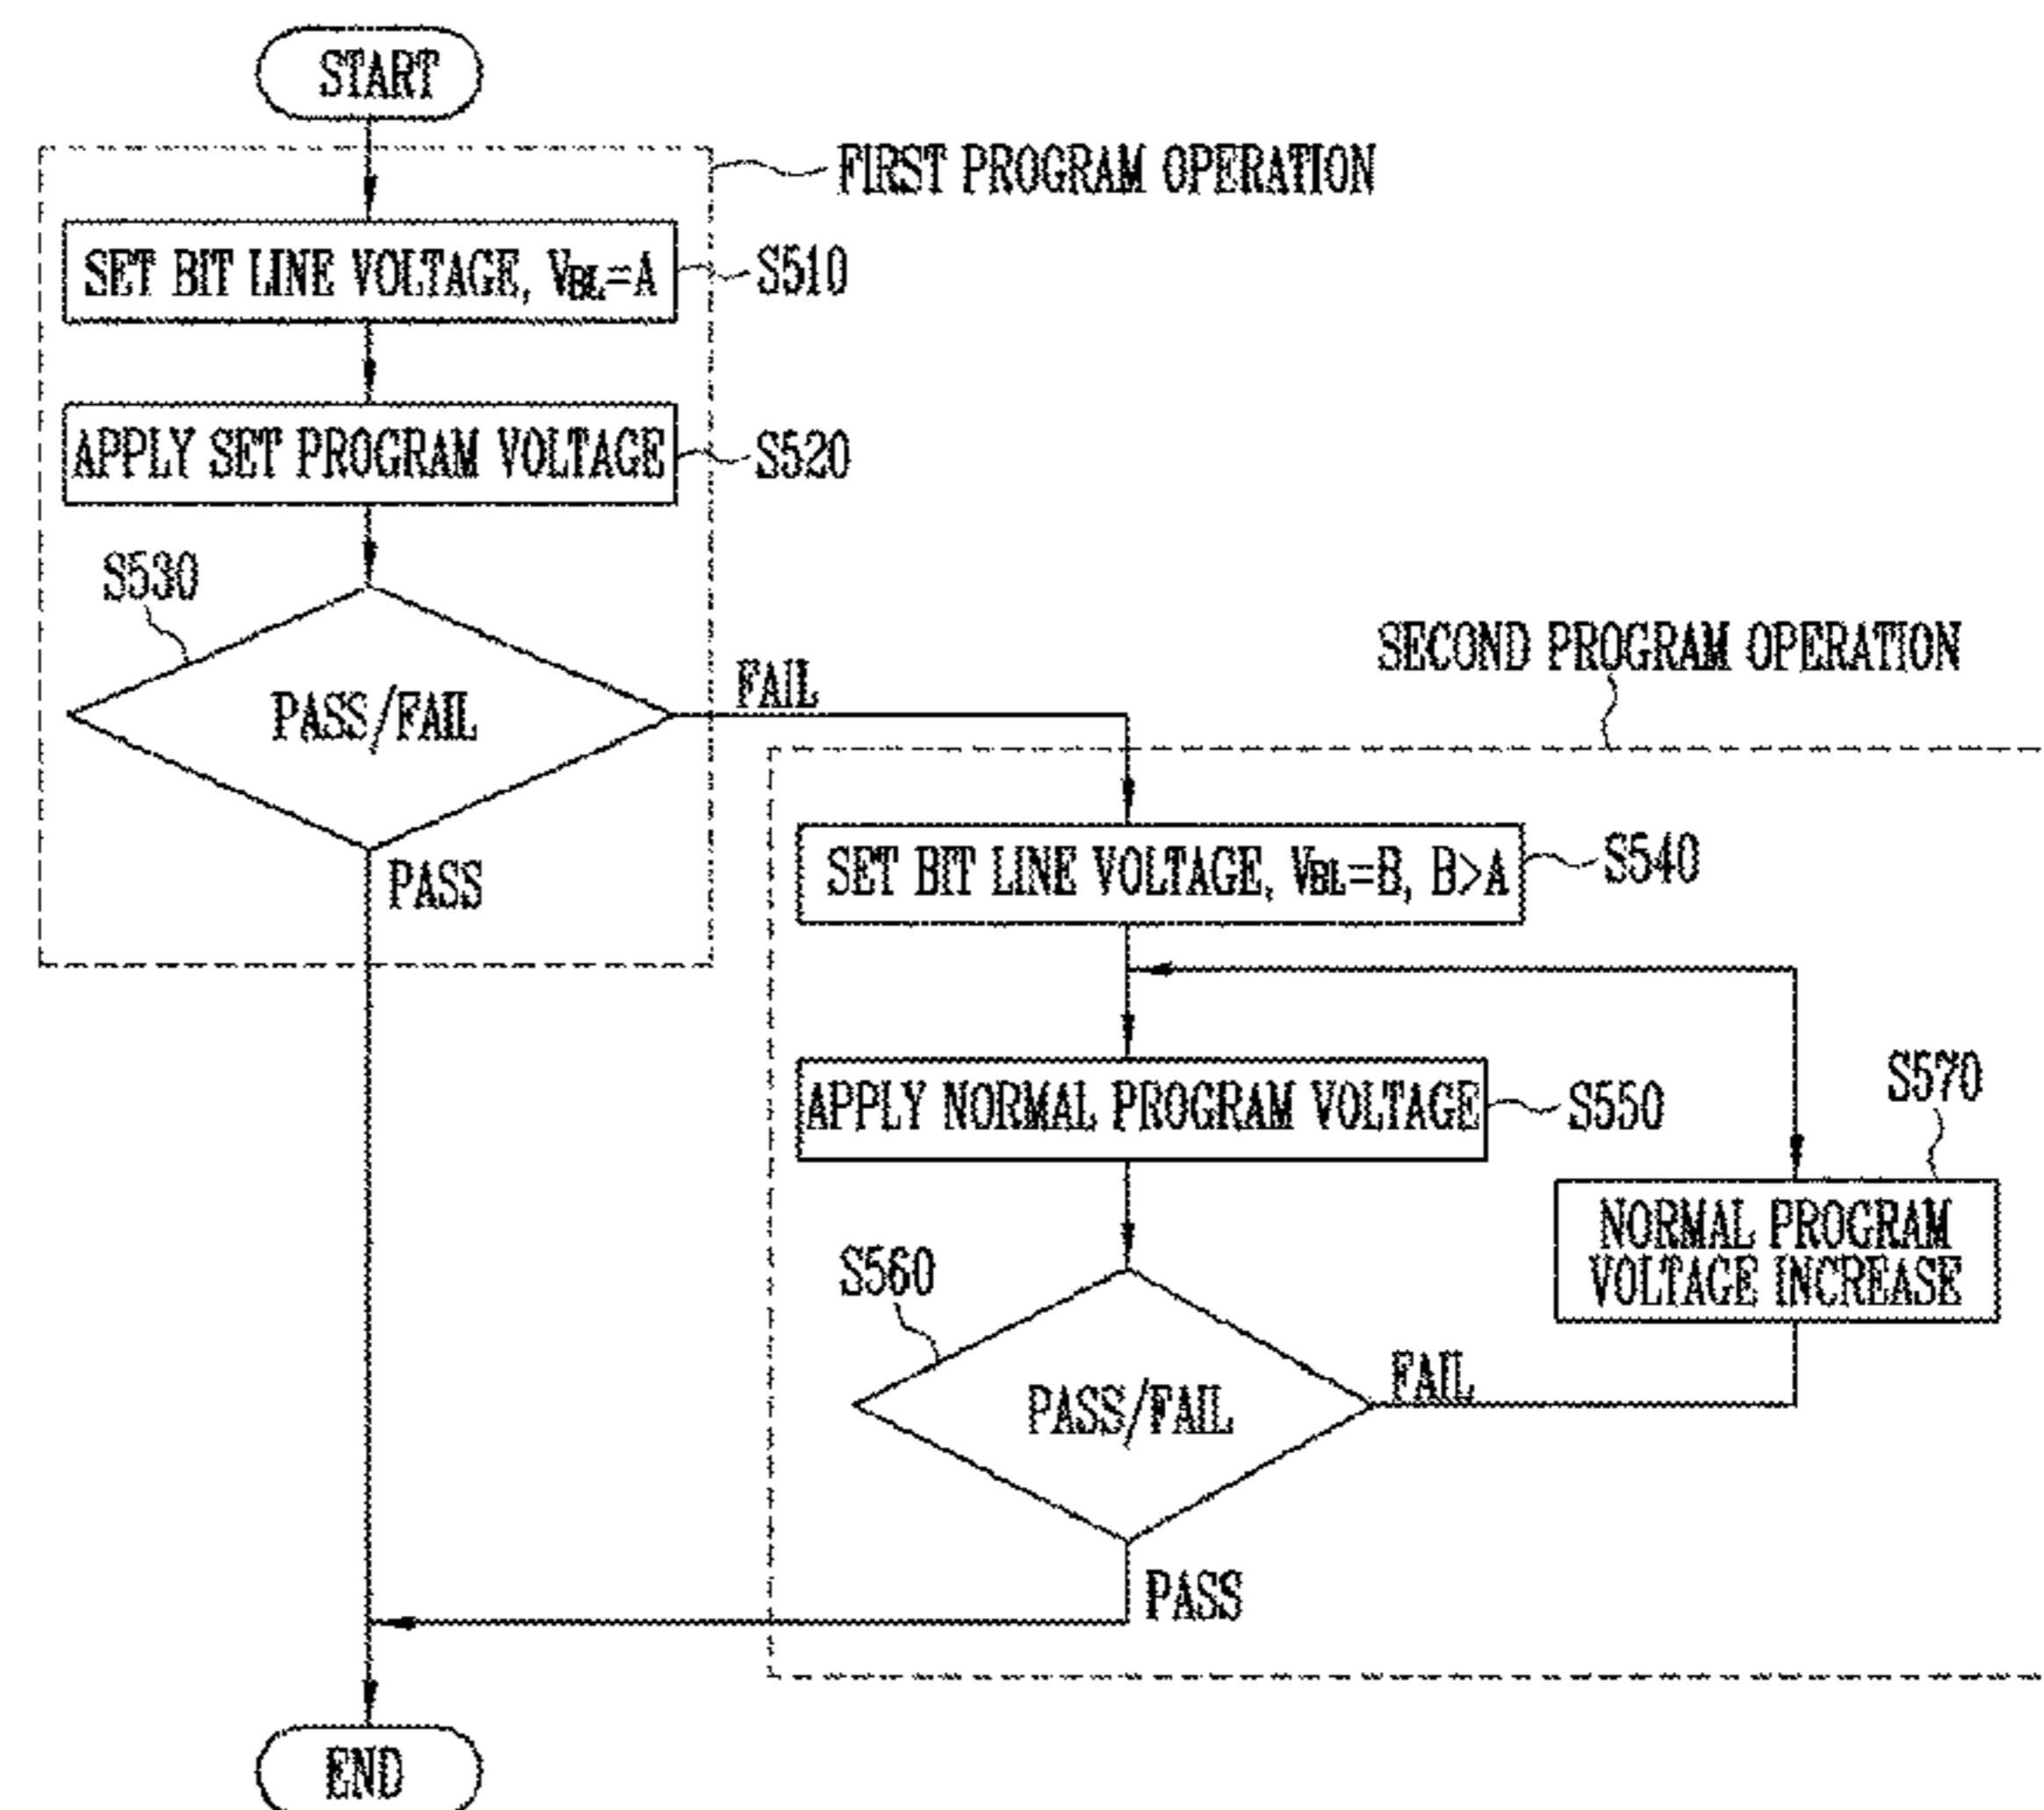 START
FIRST PROGRAM OPERATION
SET BIT LINE VOLTAGE, VBL=A
S510
APPLY SET PROGRAM VOLTAGE
S520
S530
PASS/FAIL
FAIL
PASS
SECOND PROGRAM OPERATION
SET BIT LINE VOLTAGE, VBL=B, B>A
S540
APPLY NORMAL PROGRAM VOLTAGE
S550
S570
NORMAL PROGRAM
VOLTAGE INCREASE
S560
PASS/FAIL
FAIL
PASS
END